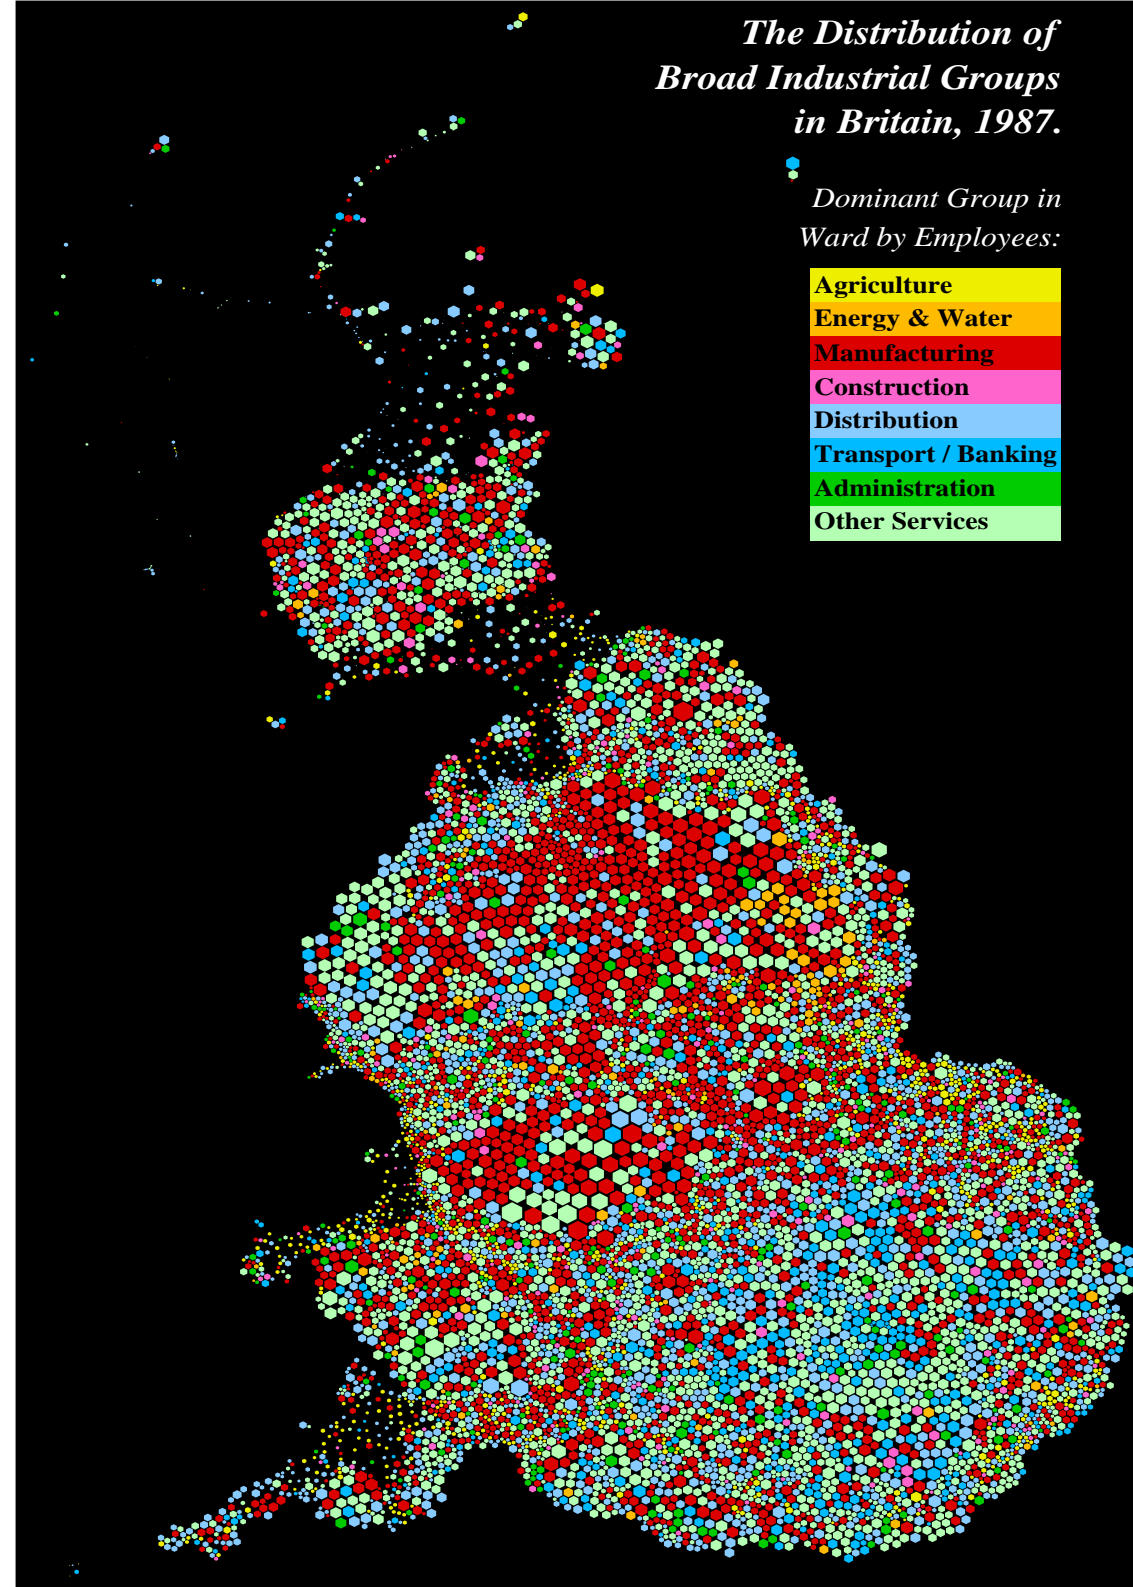 The Distribution of
Broad Industrial Groups
in Britain, 1987.
Dominant Group in
Ward by Employees:
Agriculture
Energy & Water
Manufacturing
Construction
Distribution
Transport / Banking
Administration
Other Services